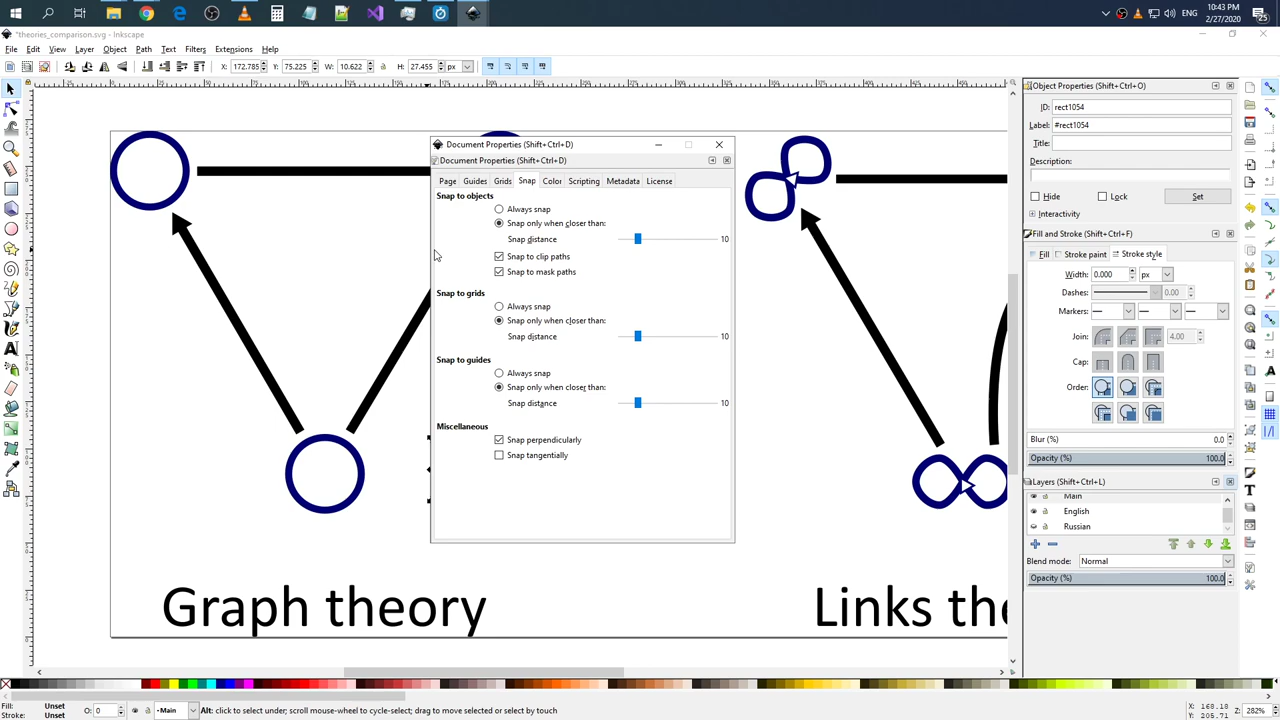 ENG
10:43 PM
2/27/2020
*theories_comparison.svg - Inkscape
File Edit View Layer Object Path Text Filters Extensions Help
X: 172.785 Y: 75.225 W: 10.622 H: 27.455 px
Document Properties (Shift+Ctrl+D)
Document Properties (Shift+Ctrl+D)
Page Guides Grids Snap Color Scripting Metadata License
Snap to objects
Always snap
Snap only when closer than:
Snap distance 10
Snap to clip paths
Snap to mask paths
Snap to grids
Always snap
Snap only when closer than:
Snap distance 10
Snap to guides
Always snap
Snap only when closer than:
Snap distance 10
Miscellaneous
Snap perpendicularly
Snap tangentially
Graph theory
Links the
Object Properties (Shift+Ctrl+O)
ID: rect1054
Label: #rect1054
Title:
Description:
Hide Lock Set
Interactivity
Fill and Stroke (Shift+Ctrl+F)
Fill Stroke paint Stroke style
Width: 0.000 px
Dashes: 0.00
Markers:
Join: 4.00
Cap:
Order:
Blur (%) 0.0
Opacity (%) 100.0
Layers (Shift+Ctrl+L)
Main
English
Russian
Blend mode: Normal
Opacity (%) 100.0
Fill: Unset
Stroke: Unset
O: 0
Main
Alt: click to select under; scroll mouse-wheel to cycle-select; drag to move selected or select by touch
X: 168.18
Y: 205.71
Z: 282%